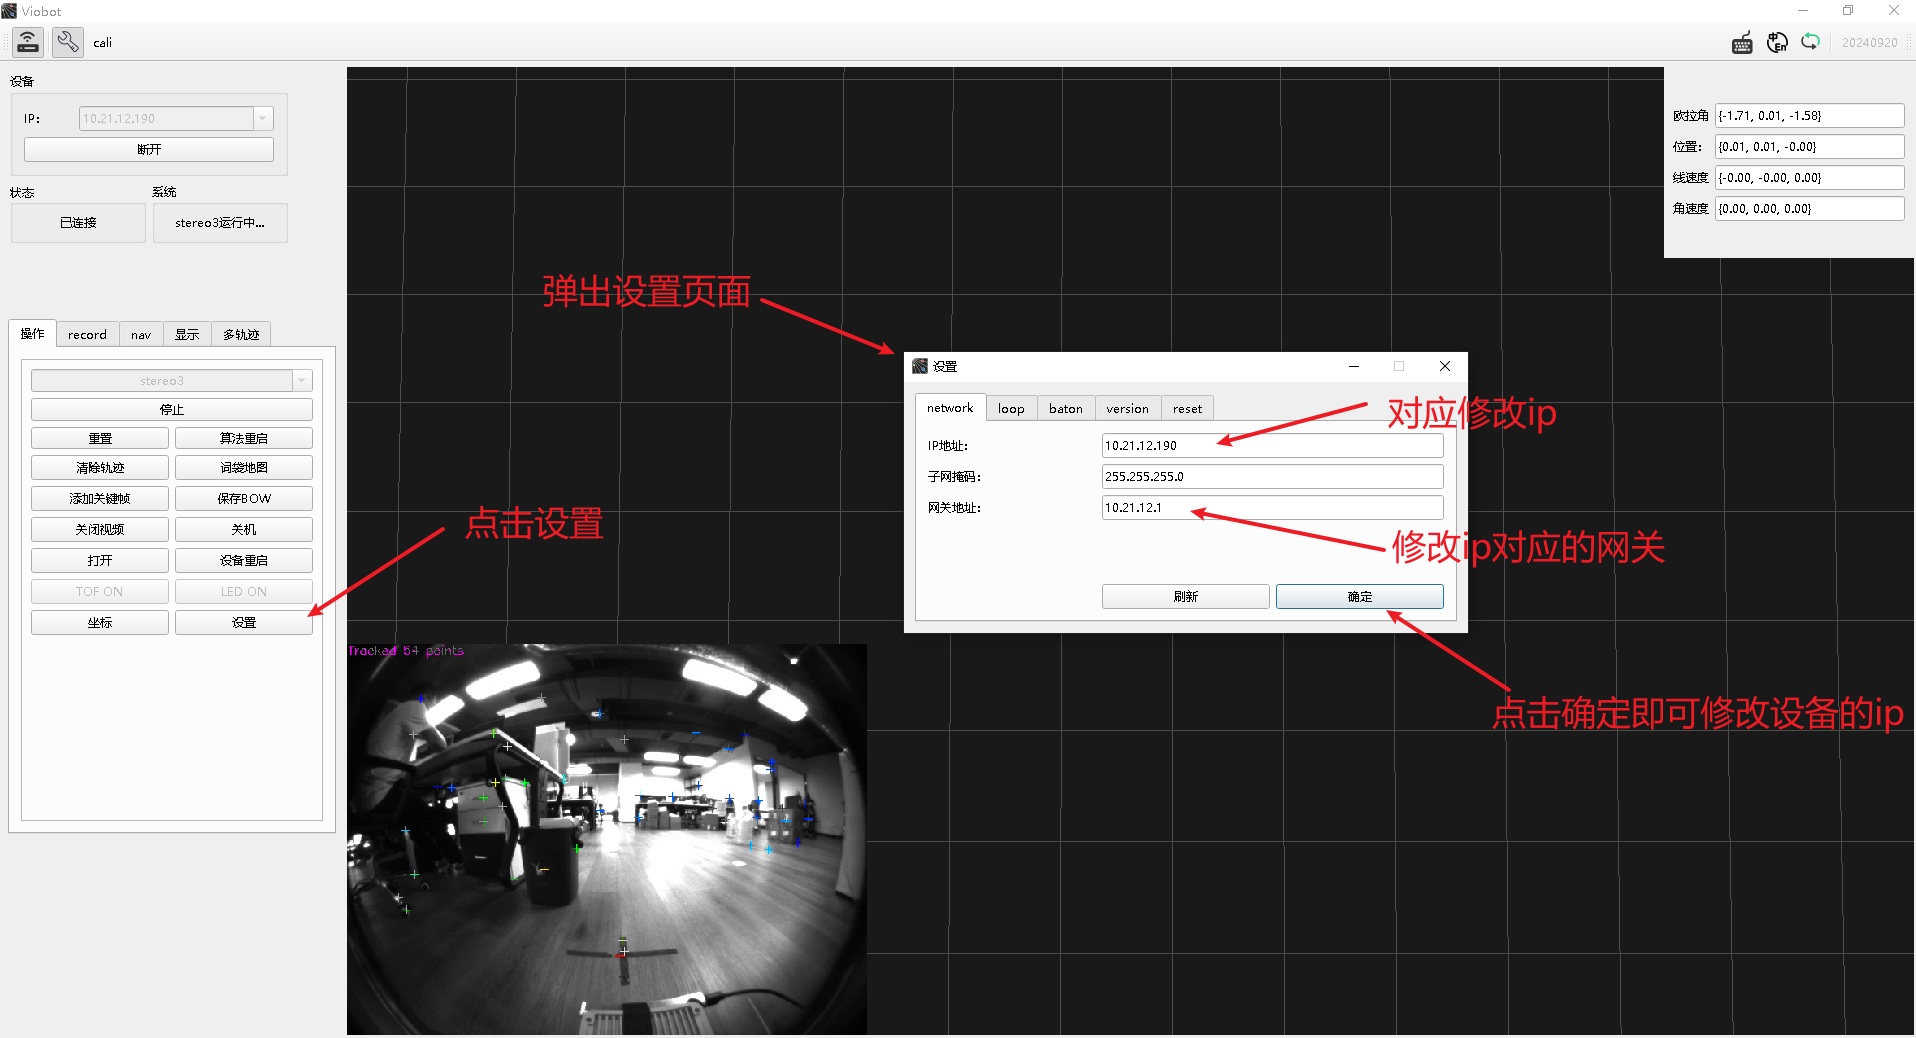 Viobot
cali
20240920
设备
IP:
10.21.12.190
断开
状态
系统
已连接
stereo3运行中...
操作
record
nav
显示
多轨迹
stereo3
停止
重置
算法重启
清除轨迹
词袋地图
添加关键帧
保存BOW
关闭视频
关机
打开
设备重启
TOF ON
LED ON
坐标
设置
欧拉角
{-1.71, 0.01, -1.58}
位置:
{0.01, 0.01, -0.00}
线速度
{-0.00, -0.00, 0.00}
角速度
{0.00, 0.00, 0.00}
弹出设置页面
设置
network
loop
baton
version
reset
对应修改ip
IP地址:
10.21.12.190
子网掩码:
255.255.255.0
网关地址:
10.21.12.1
修改ip对应的网关
刷新
确定
点击设置
点击确定即可修改设备的ip
Tracked 54 points